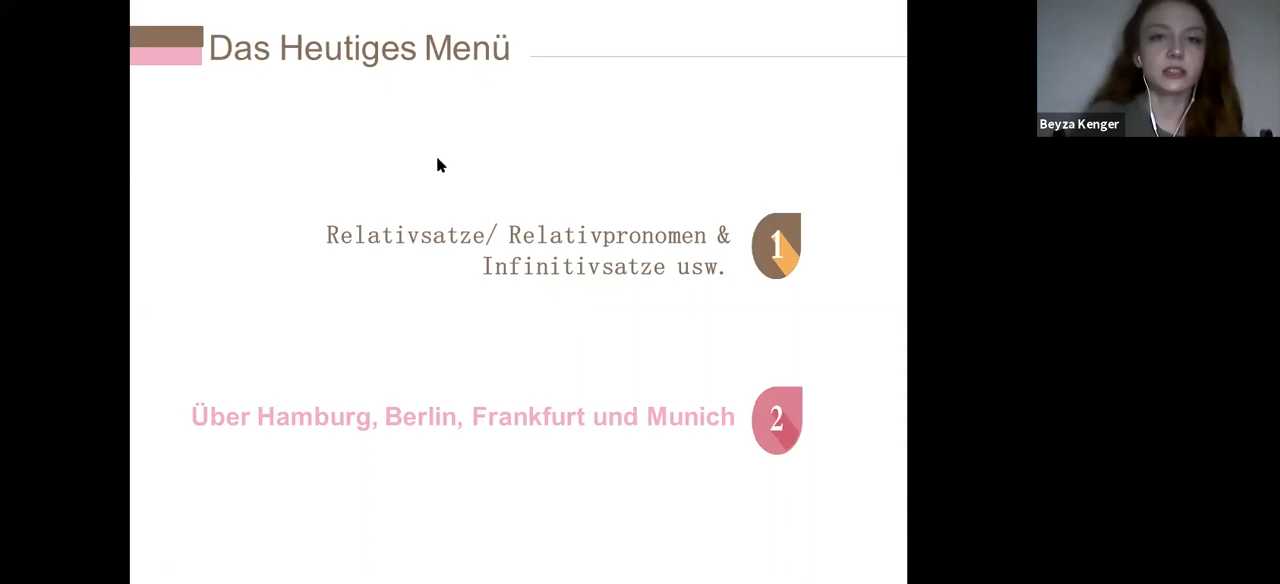 Das Heutiges Menü
Beyza Kenger
Relativsatze/ Relativpronomen &
Infinitivsatze usw.
1
Über Hamburg, Berlin, Frankfurt und Munich
2